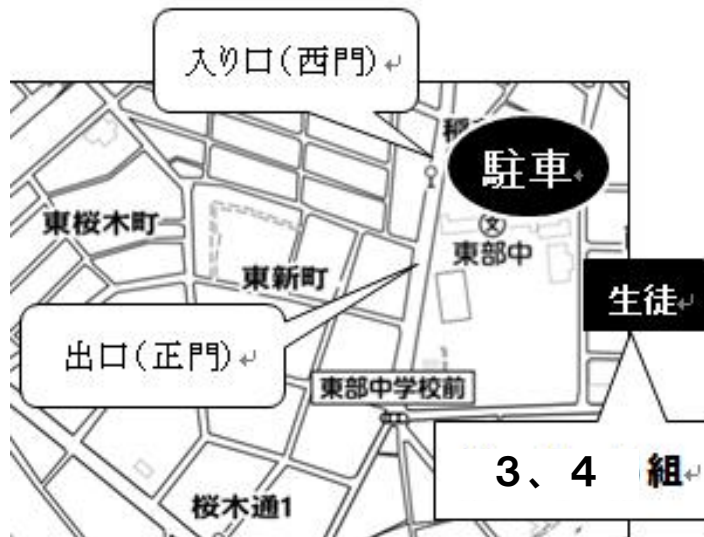 入り口(西門)
駐車
文
東部中
東桜木町
東新町
生徒
出口(正門)
東部中学校前
3、4 組
桜木通1